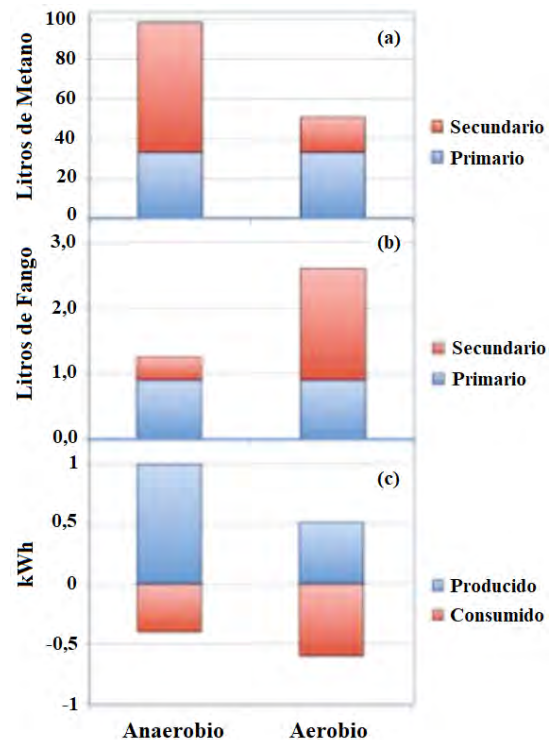 Litros de Metano
100
80
60
40
20
0
(a)
Secundario
Primario
Litros de Fango
3,0
2,0
1,0
0,0
(b)
Secundario
Primario
kWh
1
0,5
0
-0,5
-1
(c)
Producido
Consumido
Anaerobio
Aerobio